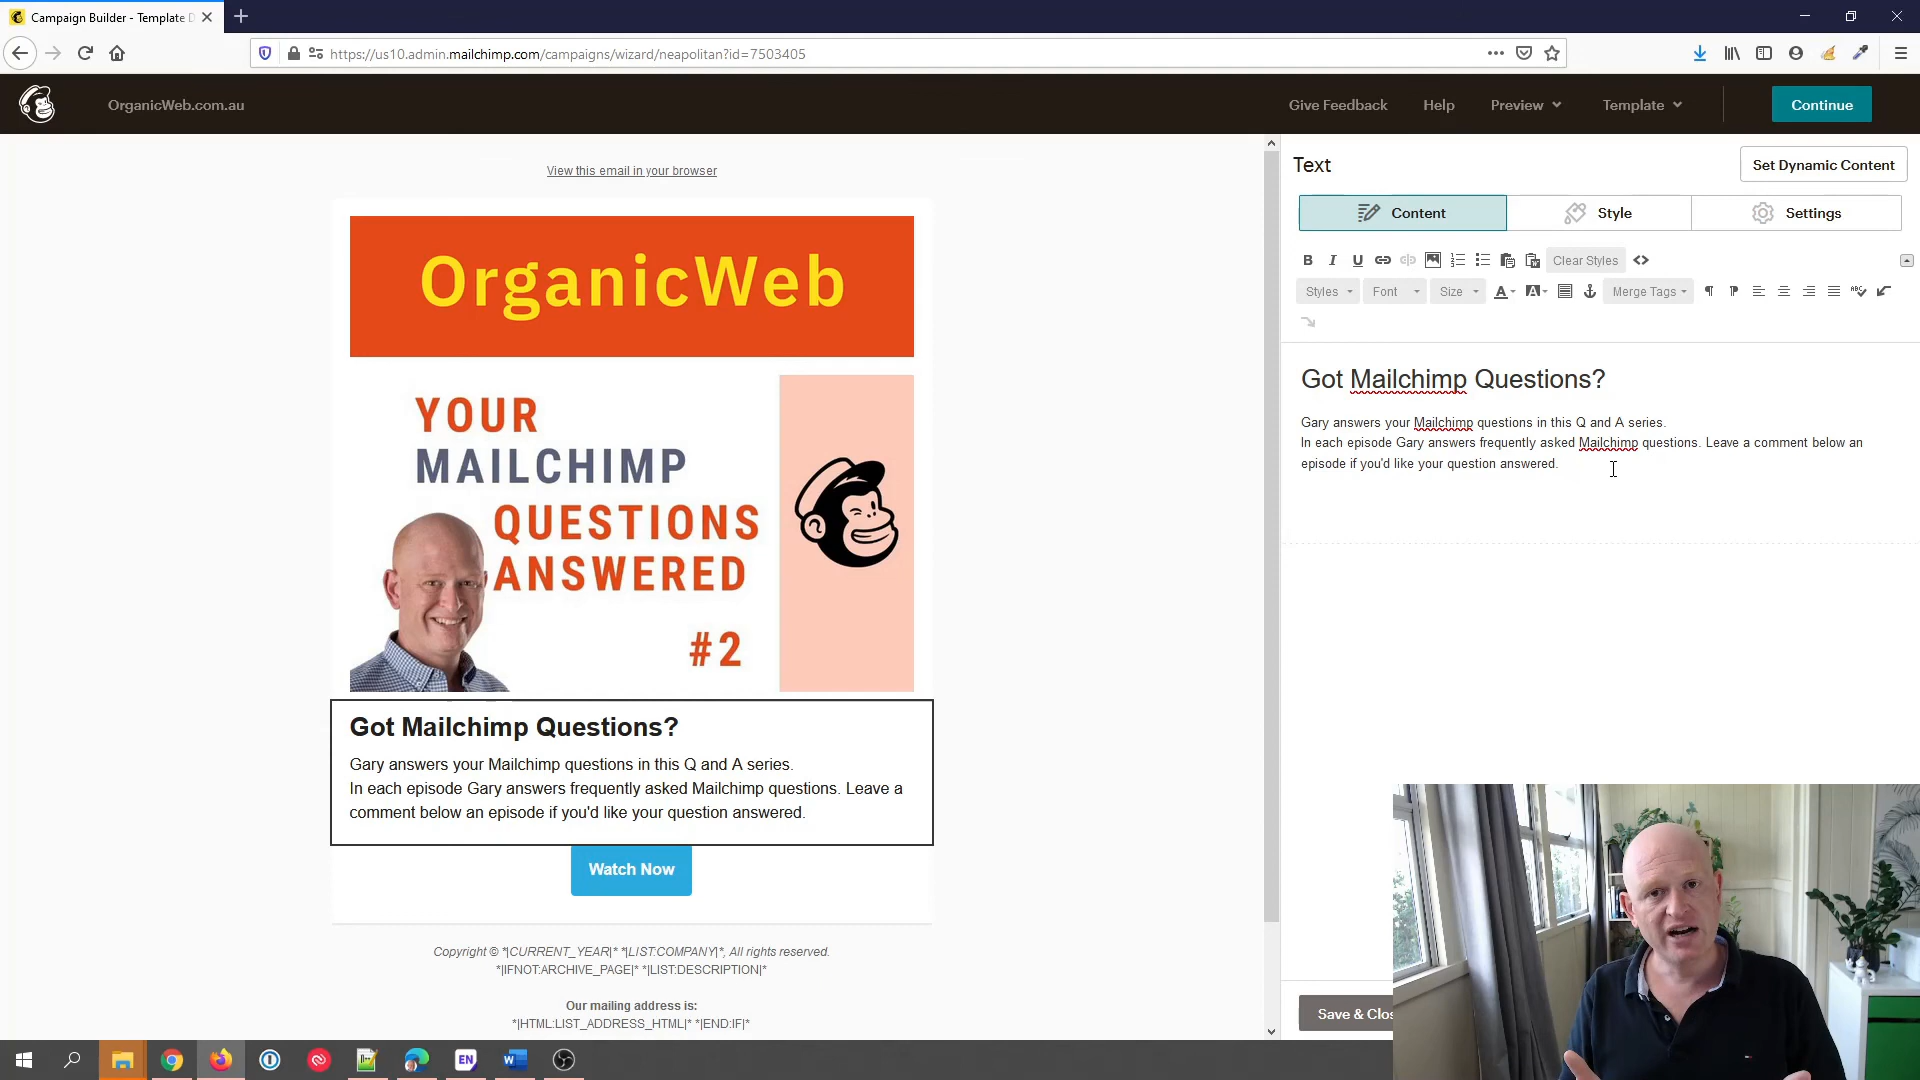 Campaign Builder - Template D
https://us10.admin.mailchimp.com/campaigns/wizard/neapolitan?id=7503405
OrganicWeb.com.au
Give Feedback
Help
Preview
Template
Continue
View this email in your browser
OrganicWeb
YOUR
MAILCHIMP
QUESTIONS
ANSWERED
#2
Got Mailchimp Questions?
Gary answers your Mailchimp questions in this Q and A series.
In each episode Gary answers frequently asked Mailchimp questions. Leave a
comment below an episode if you'd like your question answered.
Watch Now
Copyright © *|CURRENT_YEAR|* *|LIST:COMPANY|*, All rights reserved.
*|IFNOT:ARCHIVE_PAGE|* *|LIST:DESCRIPTION|*
Our mailing address is:
*|HTML:LIST_ADDRESS_HTML|* *|END:IF|*
Text
Set Dynamic Content
Content
Style
Settings
B I U
Clear Styles
Styles
Font
Size
A
A
Merge Tags
ABC
Got Mailchimp Questions?
Gary answers your Mailchimp questions in this Q and A series.
In each episode Gary answers frequently asked Mailchimp questions. Leave a comment below an
episode if you'd like your question answered.
Save & Clos
EN